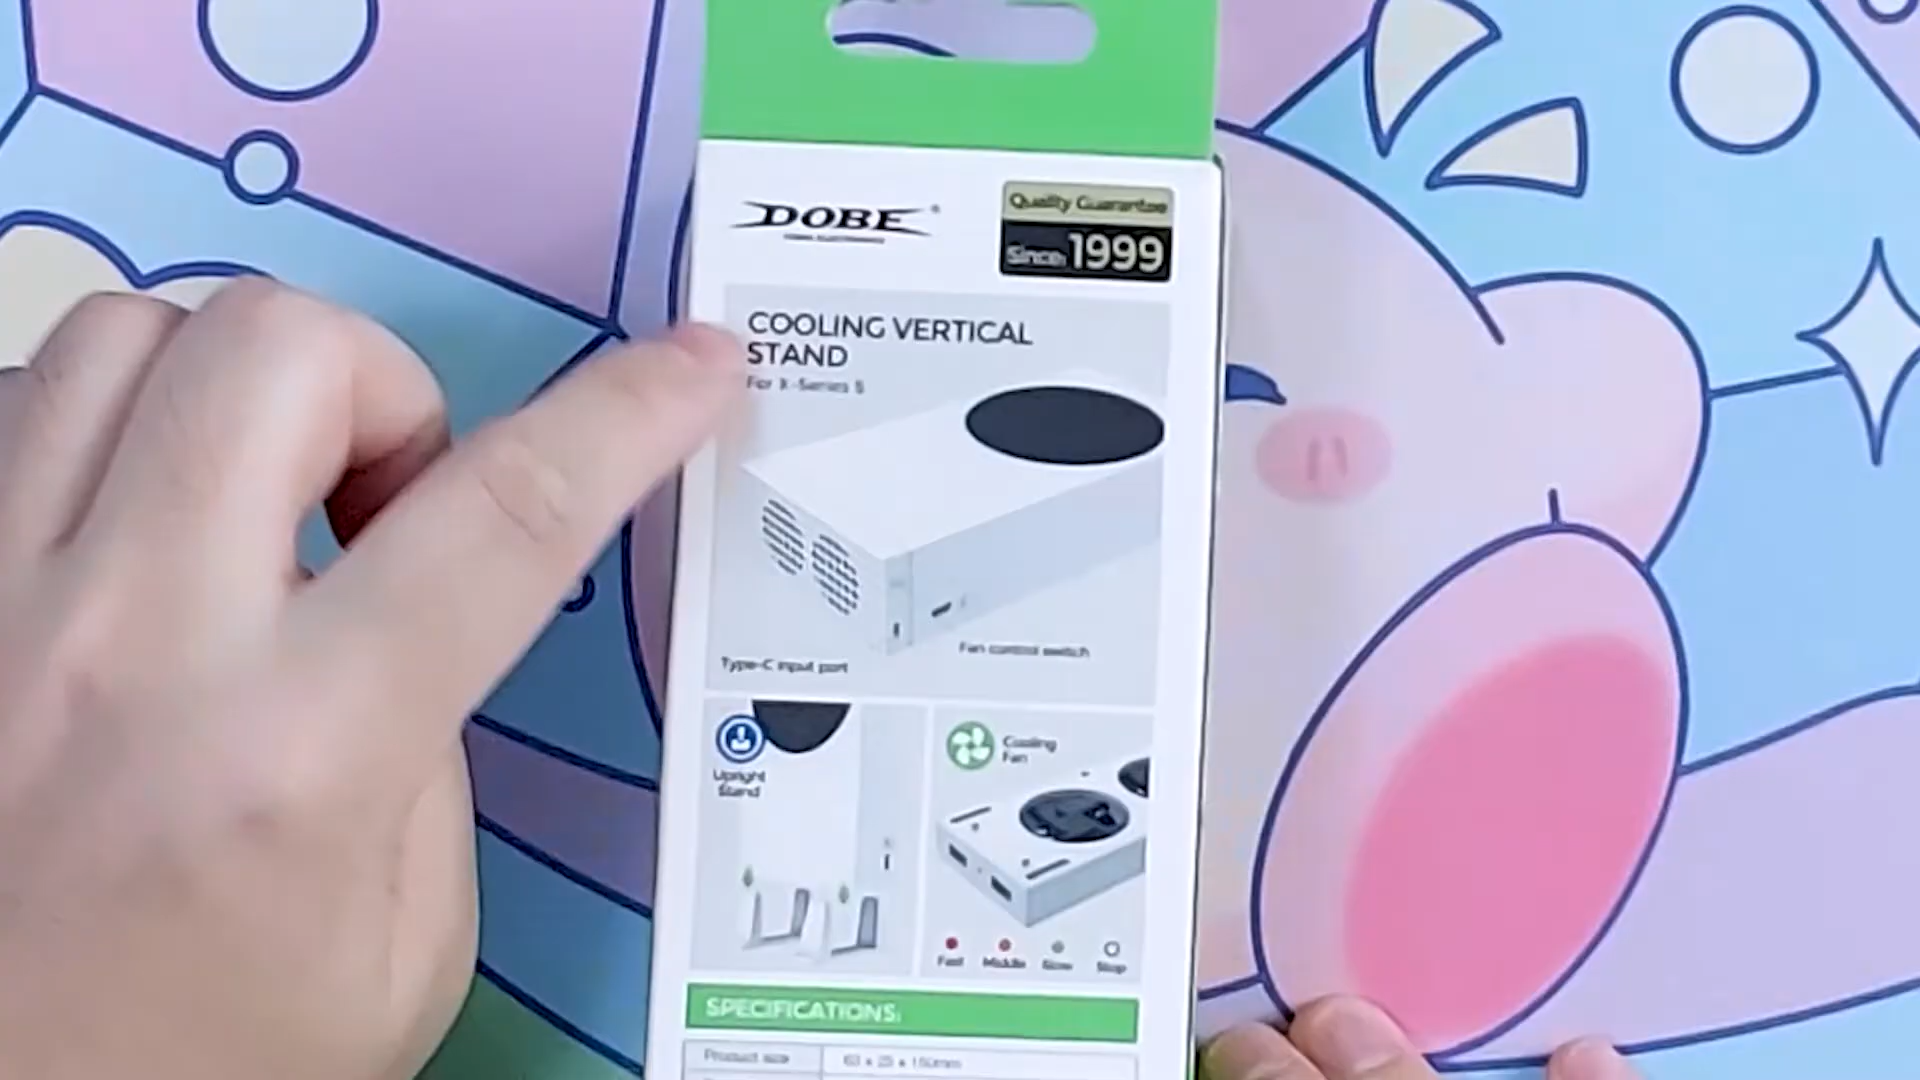 DOBE
Quality Guarantee
Since: 1999
COOLING VERTICAL
STAND
For X-Series S
Type-C input port
Fan control switch
Upright
Stand
Cooling
Fan
Fast Middle Slow Stop
SPECIFICATIONS:
Product size